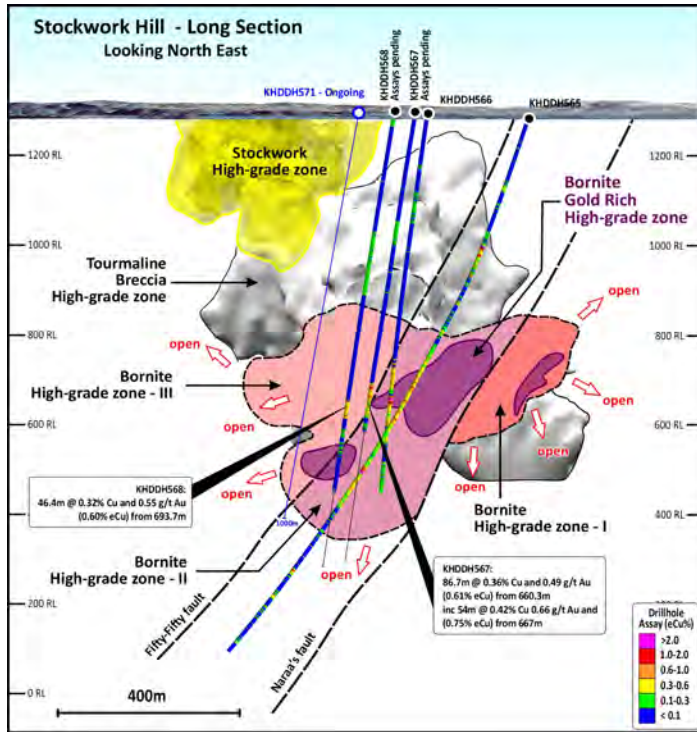 Stockwork Hill - Long Section
Looking North East
KHDDH571 - Ongoing
KHDDH568
Assays pending
KHDDH567
Assays pending
KHDDH566
KHDDH565
1200 RL
1200 RL
Stockwork
High-grade zone
Bornite
Gold Rich
High-grade zone
1000 RL
1000 RL
Tourmaline
Breccia
High-grade zone
open
800 RL
800 RL
open
open
Bornite
High-grade zone - III
600 RL
600 RL
open
open
open
open
KHDDH568:
46.4m @ 0.32% Cu and 0.55 g/t Au
(0.60% eCu) from 693.7m
open
Bornite
High-grade zone - I
1000m
400 RL
400 RL
Bornite
High-grade zone - II
open
KHDDH567:
86.7m @ 0.36% Cu and 0.49 g/t Au
(0.61% eCu) from 660.3m
inc 54m @ 0.42% Cu 0.66 g/t Au and
(0.75% eCu) from 667m
200 RL
Fifty-Fifty fault
Naraa's fault
0 RL
400m
Drillhole
Assay (eCu%)
>2.0
1.0-2.0
0.6-1.0
0.3-0.6
0.1-0.3
< 0.1